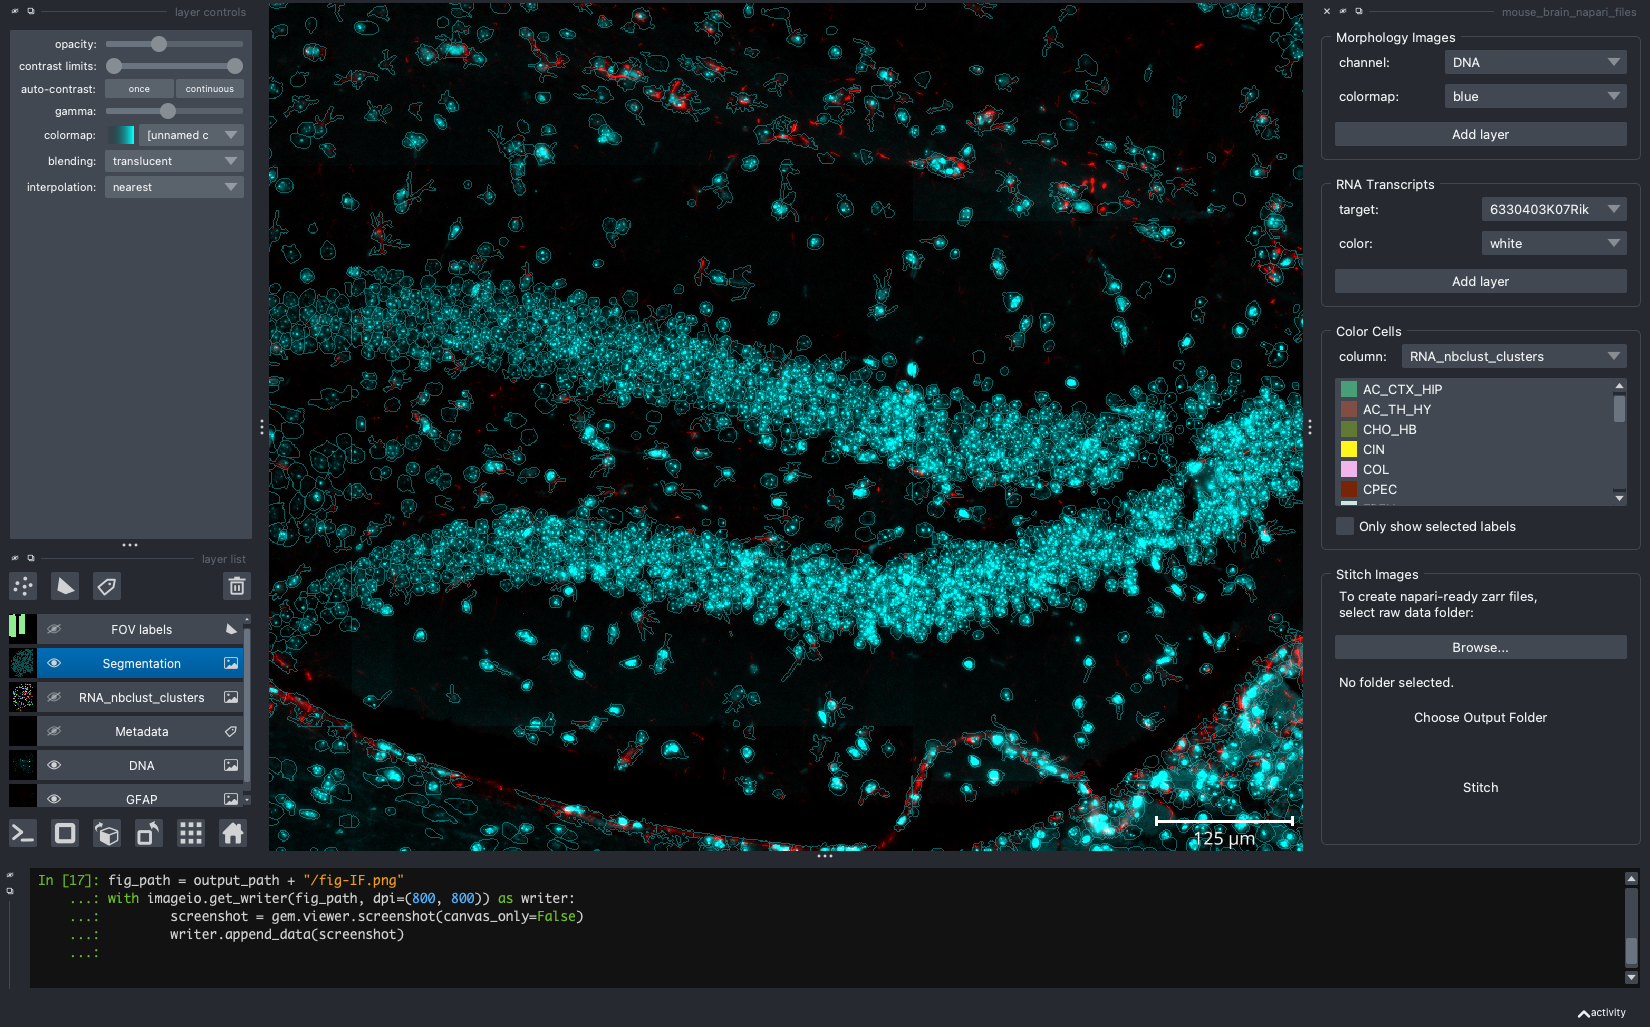 layer controls
opacity:
contrast limits:
auto-contrast: once continuous
gamma:
colormap: [unnamed c
blending: translucent
interpolation: nearest
layer list
FOV labels
Segmentation
RNA_nbclust_clusters
Metadata
DNA
GFAP
125 µm
mouse_brain_napari_files
Morphology Images
channel: DNA
colormap: blue
Add layer
RNA Transcripts
target: 6330403K07Rik
color: white
Add layer
Color Cells
column: RNA_nbclust_clusters
AC_CTX_HIP
AC_TH_HY
CHO_HB
CIN
COL
CPEC
Only show selected labels
Stitch Images
To create napari-ready zarr files,
select raw data folder:
Browse...
No folder selected.
Choose Output Folder
Stitch
In [17]: fig_path = output_path + "/fig-IF.png"
...: with imageio.get_writer(fig_path, dpi=(800, 800)) as writer:
...: screenshot = gem.viewer.screenshot(canvas_only=False)
...: writer.append_data(screenshot)
...:
activity